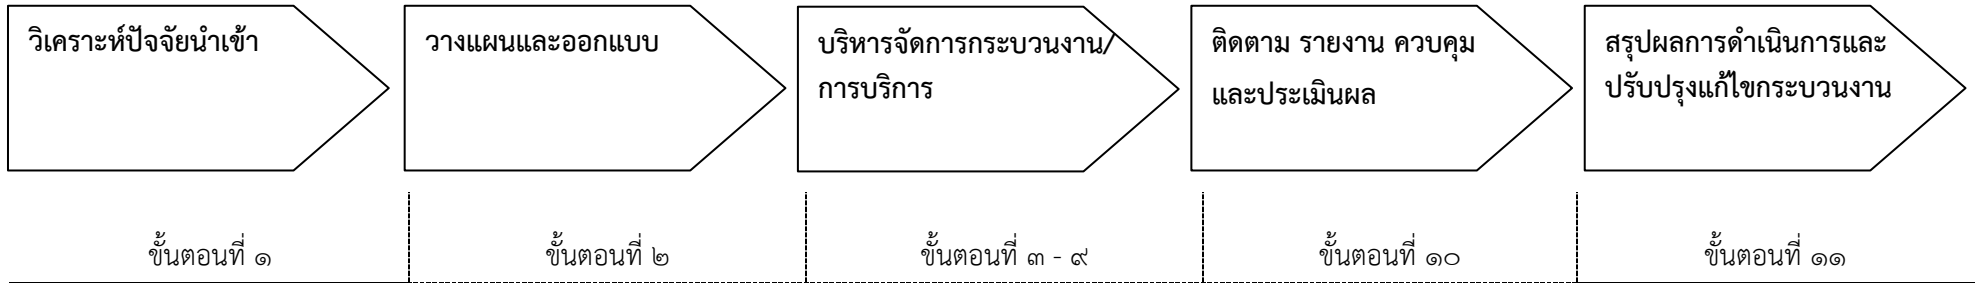 วิเคราะห์ปัจจัยนำเข้า
วางแผนและออกแบบ
บริหารจัดการกระบวนงาน/
การบริการ
ติดตาม รายงาน ควบคุม
และประเมินผล
สรุปผลการดำเนินการและ
ปรับปรุงแก้ไขกระบวนงาน
ขั้นตอนที่ ๑
ขั้นตอนที่ ๒
ขั้นตอนที่ ๓ - ๙
ขั้นตอนที่ ๑๐
ขั้นตอนที่ ๑๑